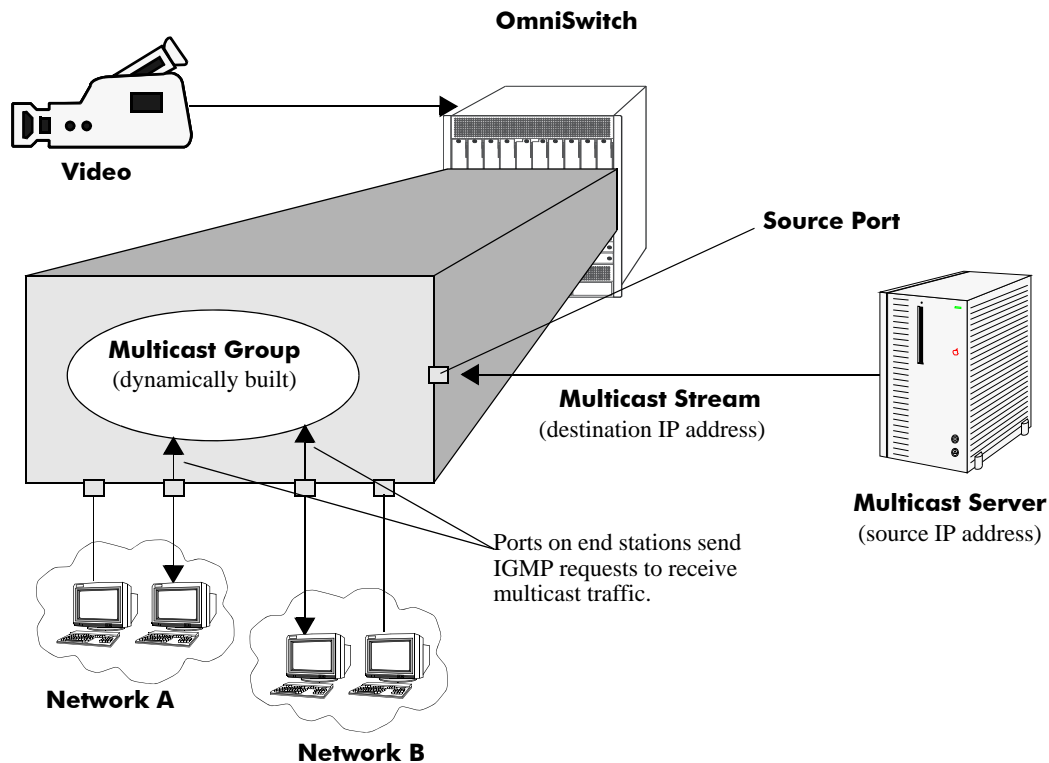 OmniSwitch
Video
Source Port
Multicast Group
(dynamically built)
Multicast Stream
(destination IP address)
Multicast Server
(source IP address)
Ports on end stations send
IGMP requests to receive
multicast traffic.
Network A
Network B